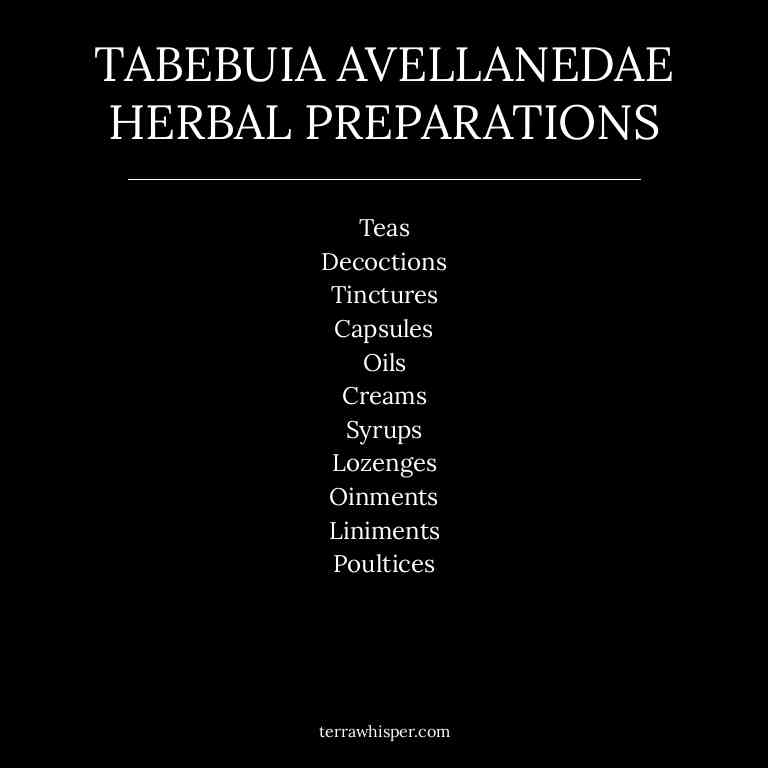 TABEBUIA AVELLANEDAE
HERBAL PREPARATIONS
Teas
Decoctions
Tinctures
Capsules
Oils
Creams
Syrups
Lozenges
Oinments
Liniments
Poultices
terrawhisper.com